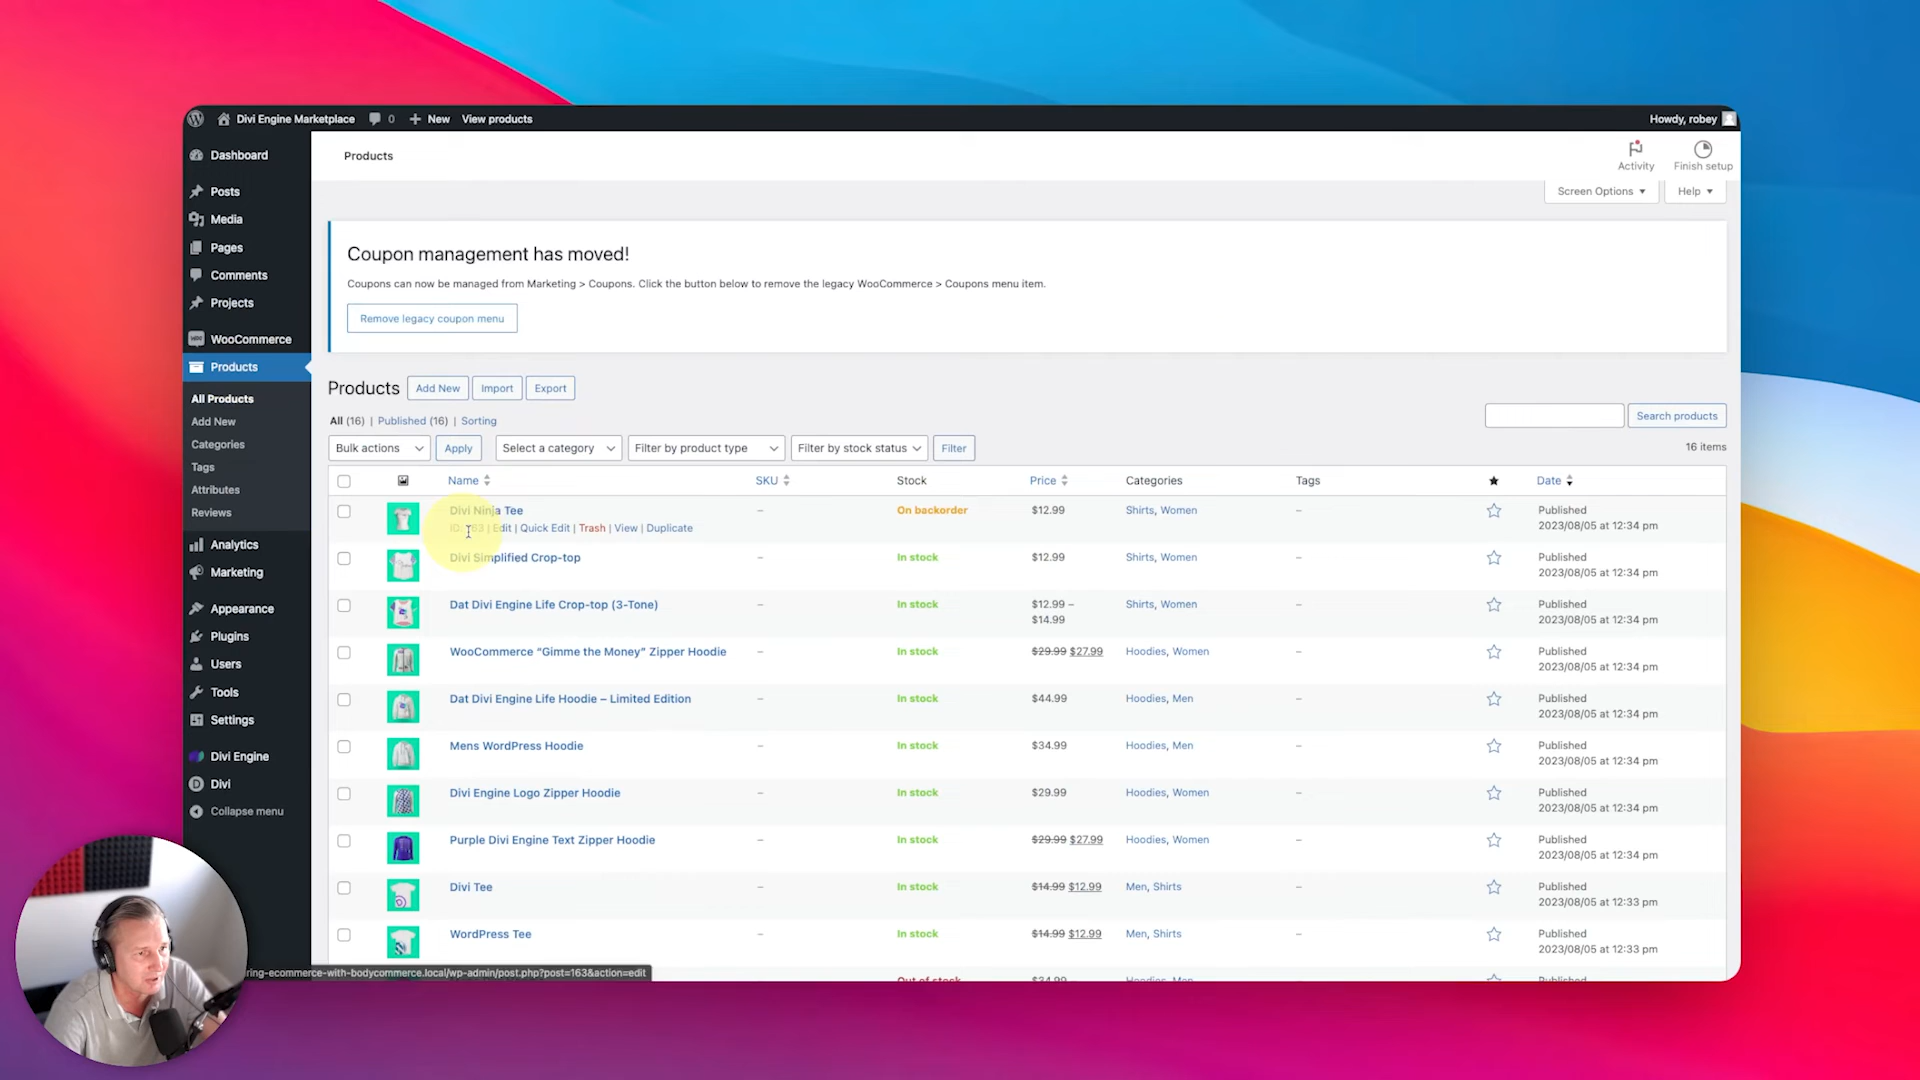 Divi Engine Marketplace 0 New View products Howdy, robey
Dashboard
Posts
Media
Pages
Comments
Projects
WooCommerce
Products
All Products
Add New
Categories
Tags
Attributes
Reviews
Analytics
Marketing
Appearance
Plugins
Users
Tools
Settings
Divi Engine
Divi
Collapse menu
Products
Activity Finish setup
Screen Options Help
Coupon management has moved!
Coupons can now be managed from Marketing > Coupons. Click the button below to remove the legacy WooCommerce > Coupons menu item.
Remove legacy coupon menu
Products Add New Import Export
All (16) | Published (16) | Sorting
Search products
Bulk actions Apply Select a category Filter by product type Filter by stock status Filter 16 items
Name SKU Stock Price Categories Tags Date
Divi Ninja Tee – On backorder $12.99 Shirts, Women – Published
ID: 163 | Edit | Quick Edit | Trash | View | Duplicate 2023/08/05 at 12:34 pm
Divi Simplified Crop-top – In stock $12.99 Shirts, Women – Published
2023/08/05 at 12:34 pm
Dat Divi Engine Life Crop-top (3-Tone) – In stock $12.99 – Shirts, Women – Published
$14.99 2023/08/05 at 12:34 pm
WooCommerce “Gimme the Money” Zipper Hoodie – In stock $29.99 $27.99 Hoodies, Women – Published
2023/08/05 at 12:34 pm
Dat Divi Engine Life Hoodie – Limited Edition – In stock $44.99 Hoodies, Men – Published
2023/08/05 at 12:34 pm
Mens WordPress Hoodie – In stock $34.99 Hoodies, Men – Published
2023/08/05 at 12:34 pm
Divi Engine Logo Zipper Hoodie – In stock $29.99 Hoodies, Women – Published
2023/08/05 at 12:34 pm
Purple Divi Engine Text Zipper Hoodie – In stock $29.99 $27.99 Hoodies, Women – Published
2023/08/05 at 12:34 pm
Divi Tee – In stock $14.99 $12.99 Men, Shirts – Published
2023/08/05 at 12:33 pm
WordPress Tee – In stock $14.99 $12.99 Men, Shirts – Published
2023/08/05 at 12:33 pm
Out of stock $34.99 Hoodies, Men Published
ring-ecommerce-with-bodycommerce.local/wp-admin/post.php?post=163&action=edit